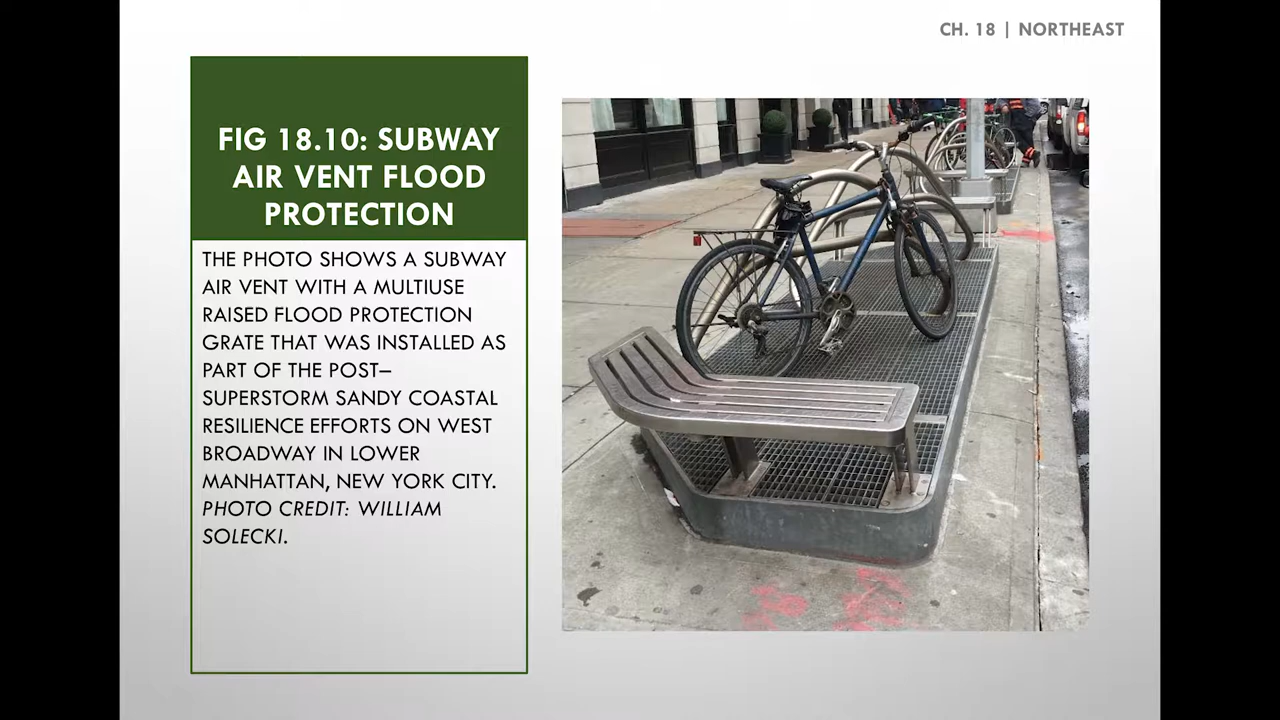 CH. 18 | NORTHEAST
FIG 18.10: SUBWAY
AIR VENT FLOOD
PROTECTION
THE PHOTO SHOWS A SUBWAY
AIR VENT WITH A MULTIUSE
RAISED FLOOD PROTECTION
GRATE THAT WAS INSTALLED AS
PART OF THE POST–
SUPERSTORM SANDY COASTAL
RESILIENCE EFFORTS ON WEST
BROADWAY IN LOWER
MANHATTAN, NEW YORK CITY.
PHOTO CREDIT: WILLIAM
SOLECKI.